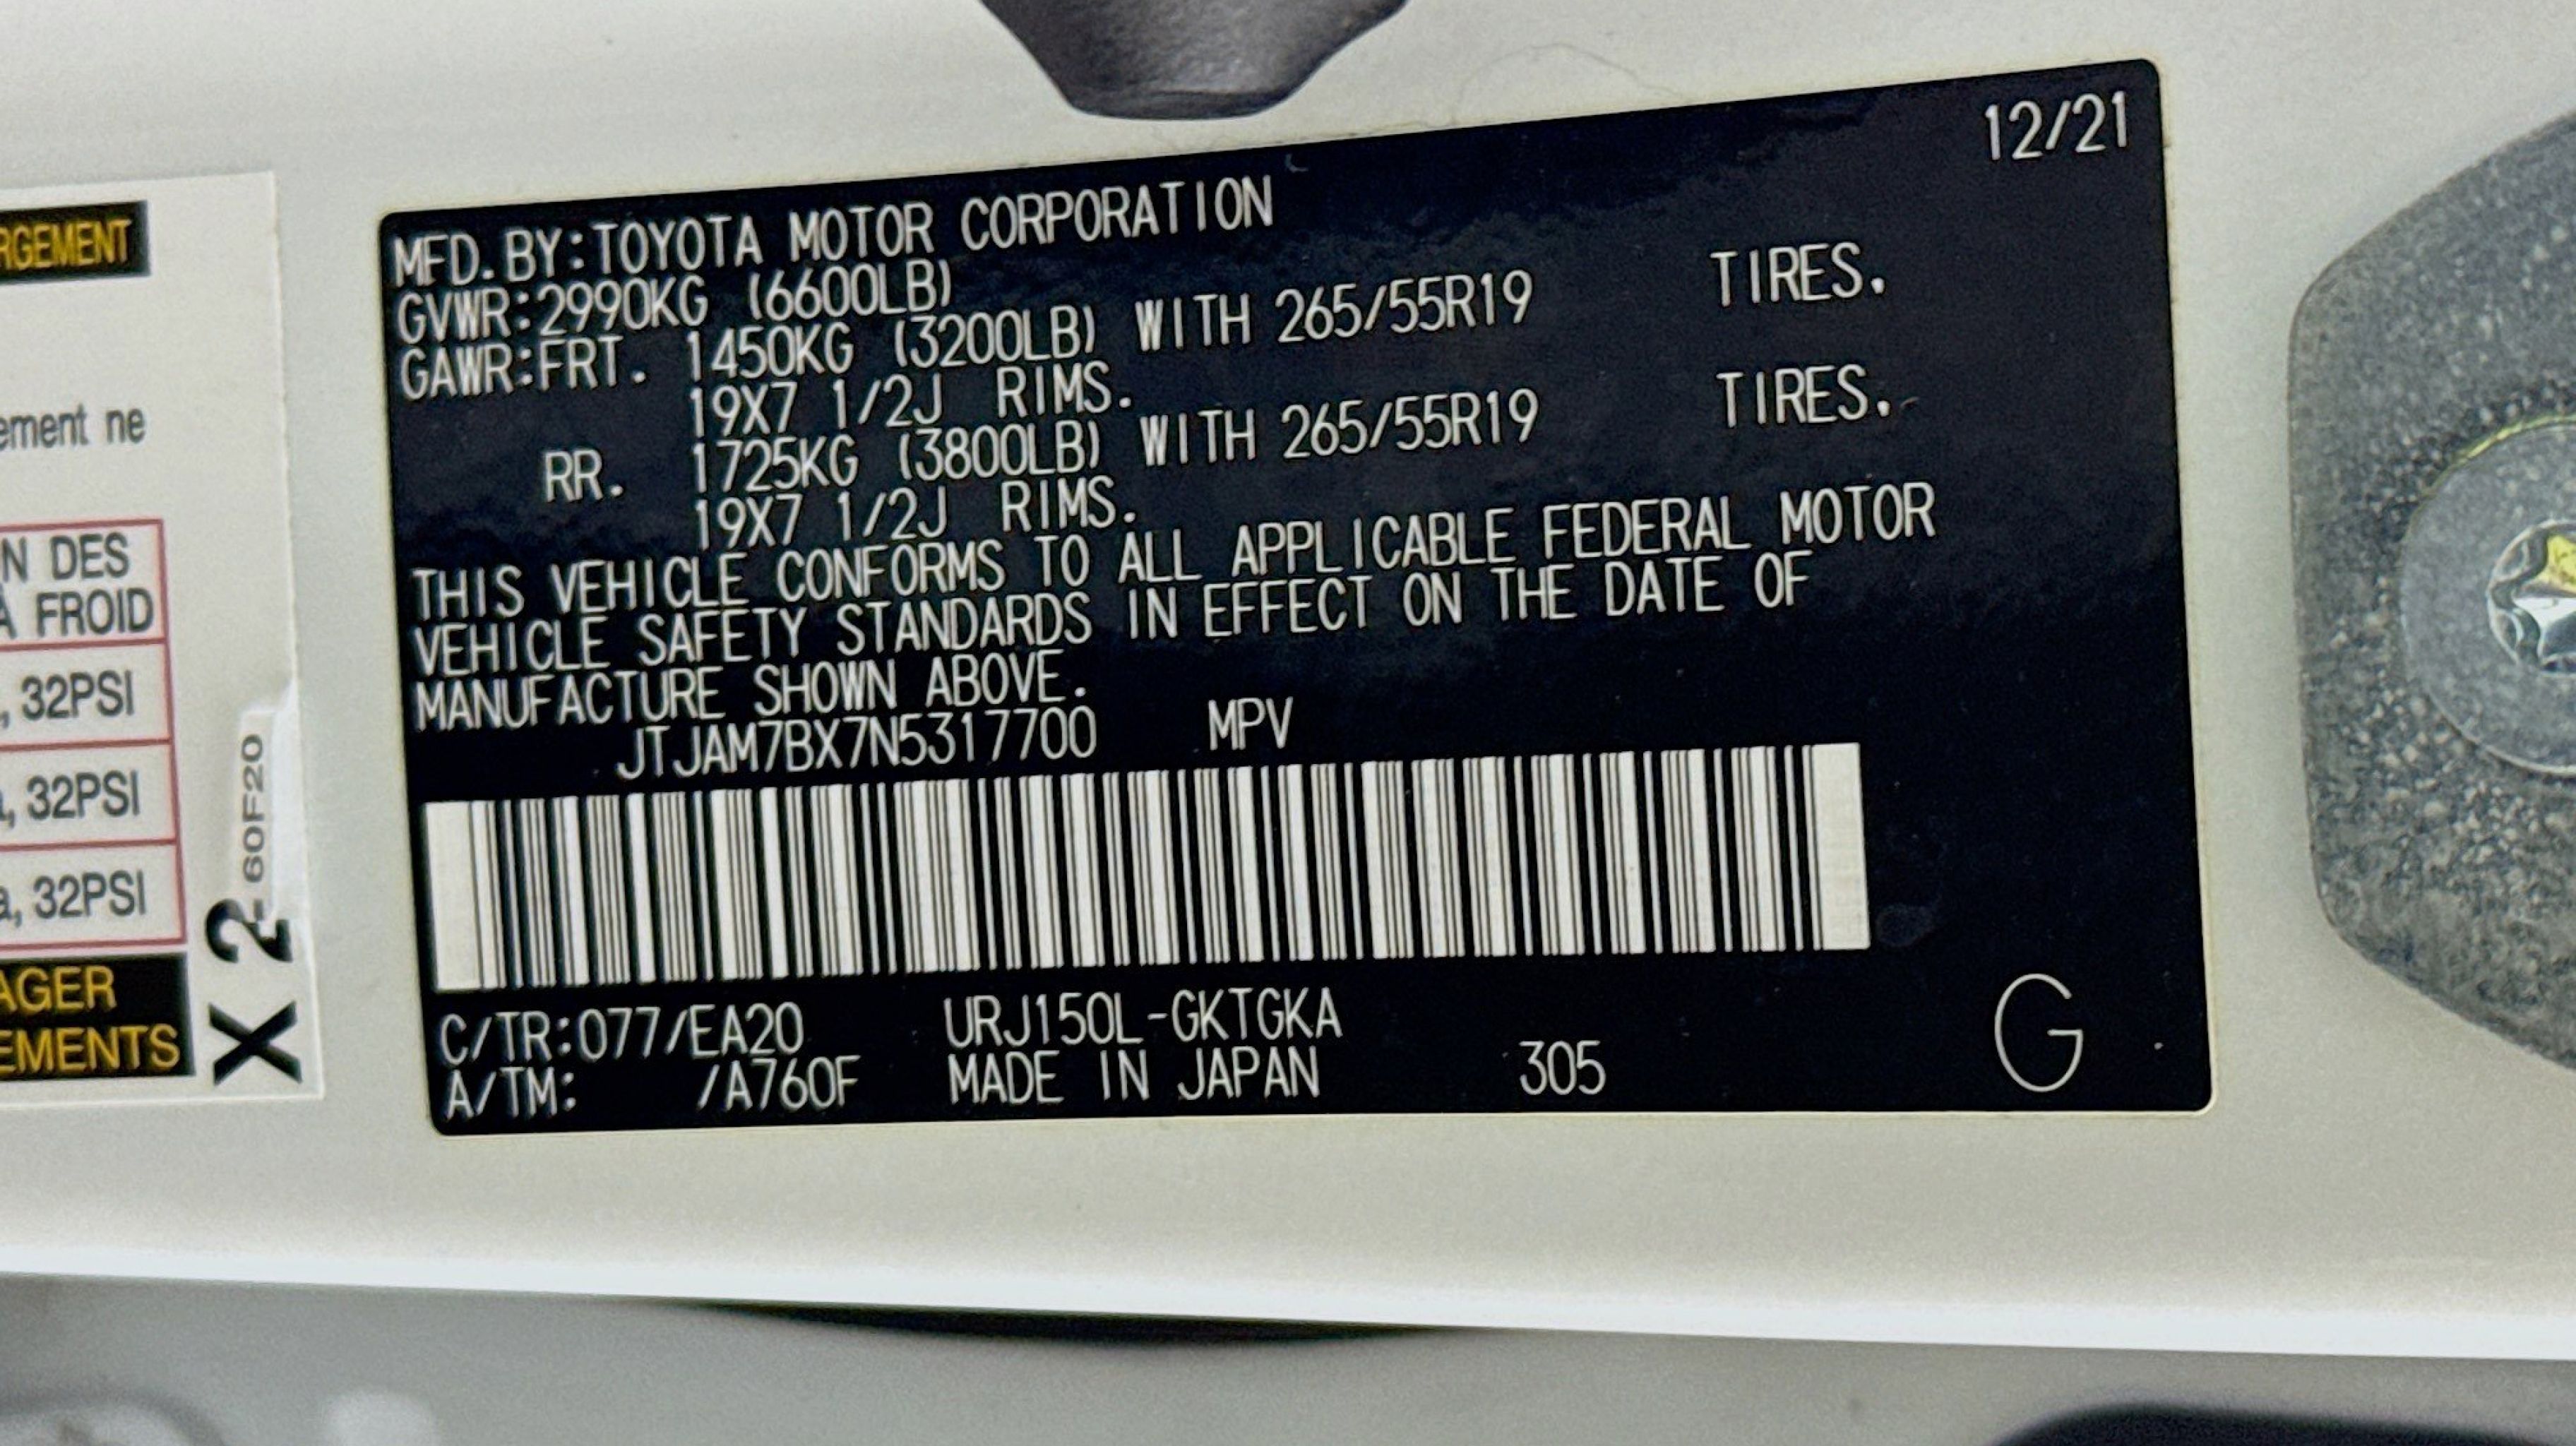 12/21
MFD.BY:TOYOTA MOTOR CORPORATION
GVWR:2990KG (6600LB)
GAWR:FRT. 1450KG (3200LB) WITH 265/55R19 TIRES.
19X7 1/2J RIMS.
RR. 1725KG (3800LB) WITH 265/55R19 TIRES.
19X7 1/2J RIMS.
THIS VEHICLE CONFORMS TO ALL APPLICABLE FEDERAL MOTOR
VEHICLE SAFETY STANDARDS IN EFFECT ON THE DATE OF
MANUFACTURE SHOWN ABOVE.
JTJAM7BX7N5317700 MPV
C/TR:077/EA20 URJ150L-GKTGKA
A/TM: /A760F MADE IN JAPAN 305 G
RGEMENT
ement ne
N DES
À FROID
, 32PSI
a, 32PSI
a, 32PSI
AGER
EMENTS
X 2
60F20